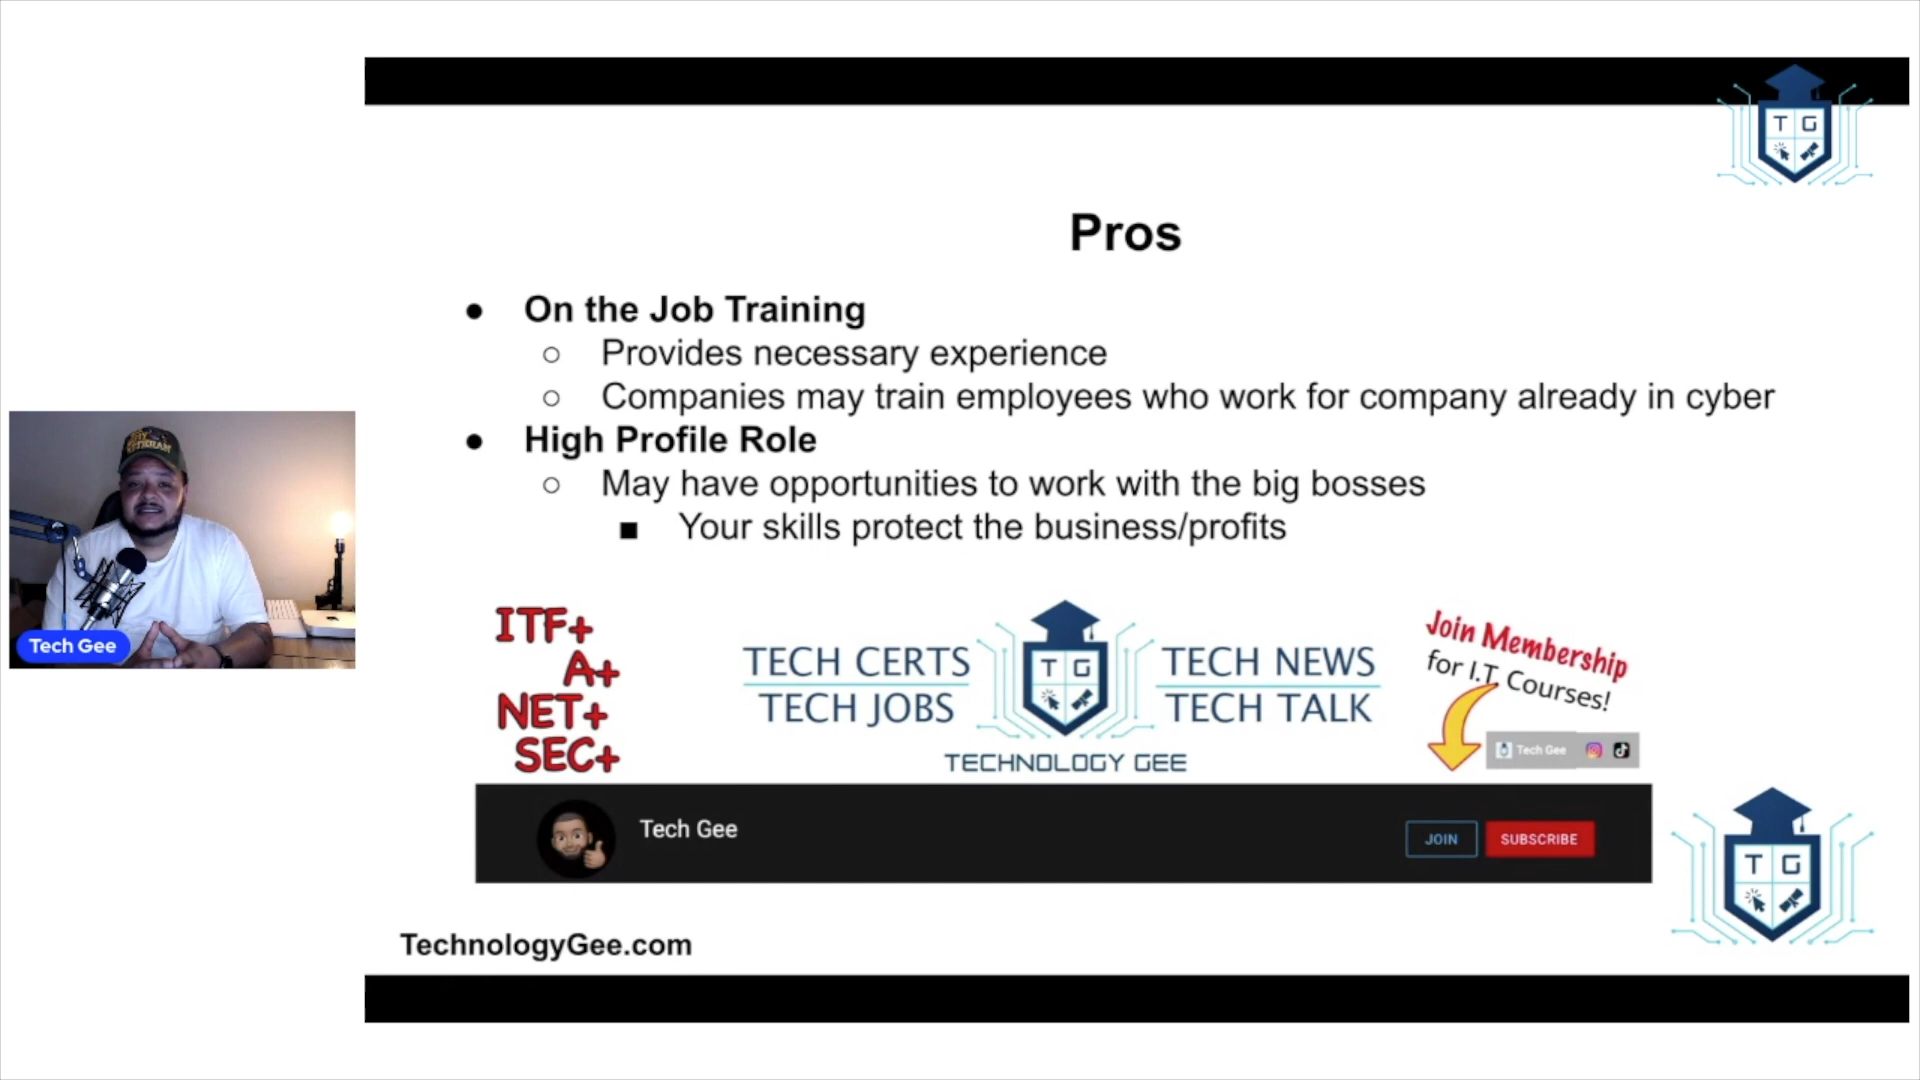 T G
Pros
● On the Job Training
○ Provides necessary experience
○ Companies may train employees who work for company already in cyber
● High Profile Role
○ May have opportunities to work with the big bosses
■ Your skills protect the business/profits
Tech Gee
ITF+
A+
NET+
SEC+
TECH CERTS
TECH JOBS
T G
TECH NEWS
TECH TALK
TECHNOLOGY GEE
Join Membership
for I.T. Courses!
Tech Gee
Tech Gee
JOIN
SUBSCRIBE
T G
TechnologyGee.com